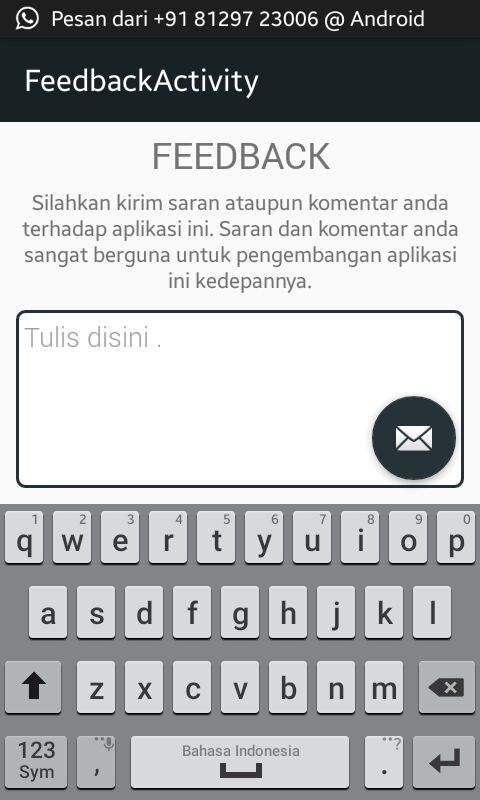 Pesan dari +91 81297 23006 @ Android
FeedbackActivity
FEEDBACK
Silahkan kirim saran ataupun komentar anda
terhadap aplikasi ini. Saran dan komentar anda
sangat berguna untuk pengembangan aplikasi
ini kedepannya.
Tulis disini .
1 2 3 4 5 6 7 8 9 0
q w e r t y u i o p
a s d f g h j k l
z x c v b n m
123 , Bahasa Indonesia . ?
Sym